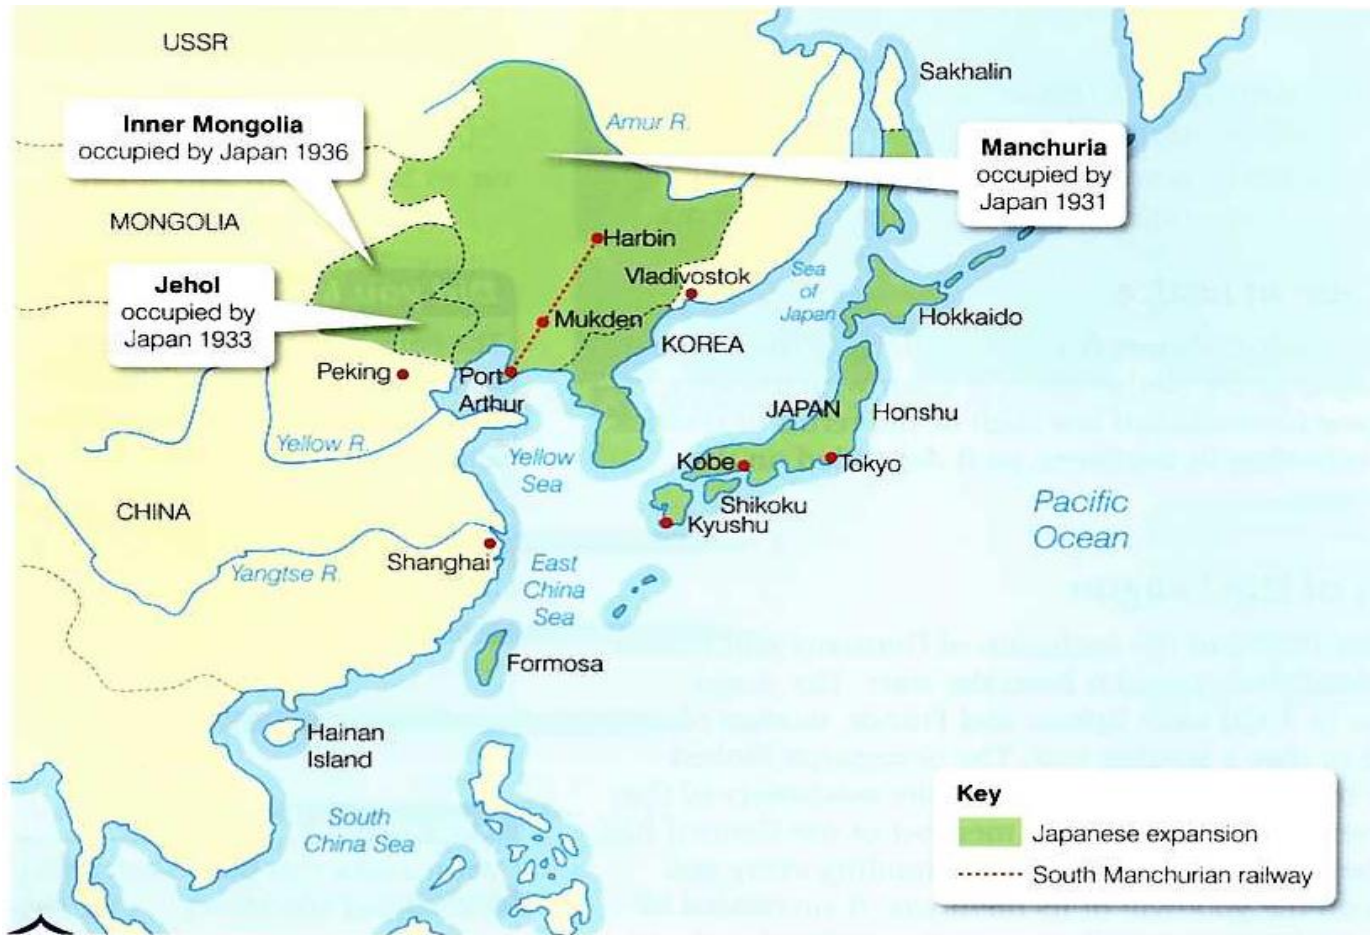 USSR
Sakhalin
Inner Mongolia
occupied by Japan 1936
Amur R.
Manchuria
occupied by
Japan 1931
MONGOLIA
Harbin
Vladivostok
Sea
of
Japan
Jehol
occupied by
Japan 1933
Mukden
Hokkaido
KOREA
Peking
Port
Arthur
JAPAN
Honshu
Yellow R.
Yellow
Sea
Kobe
Tokyo
Shikoku
Kyushu
Pacific
Ocean
CHINA
Shanghai
Yangtse R.
East
China
Sea
Formosa
Hainan
Island
South
China Sea
Key
Japanese expansion
South Manchurian railway